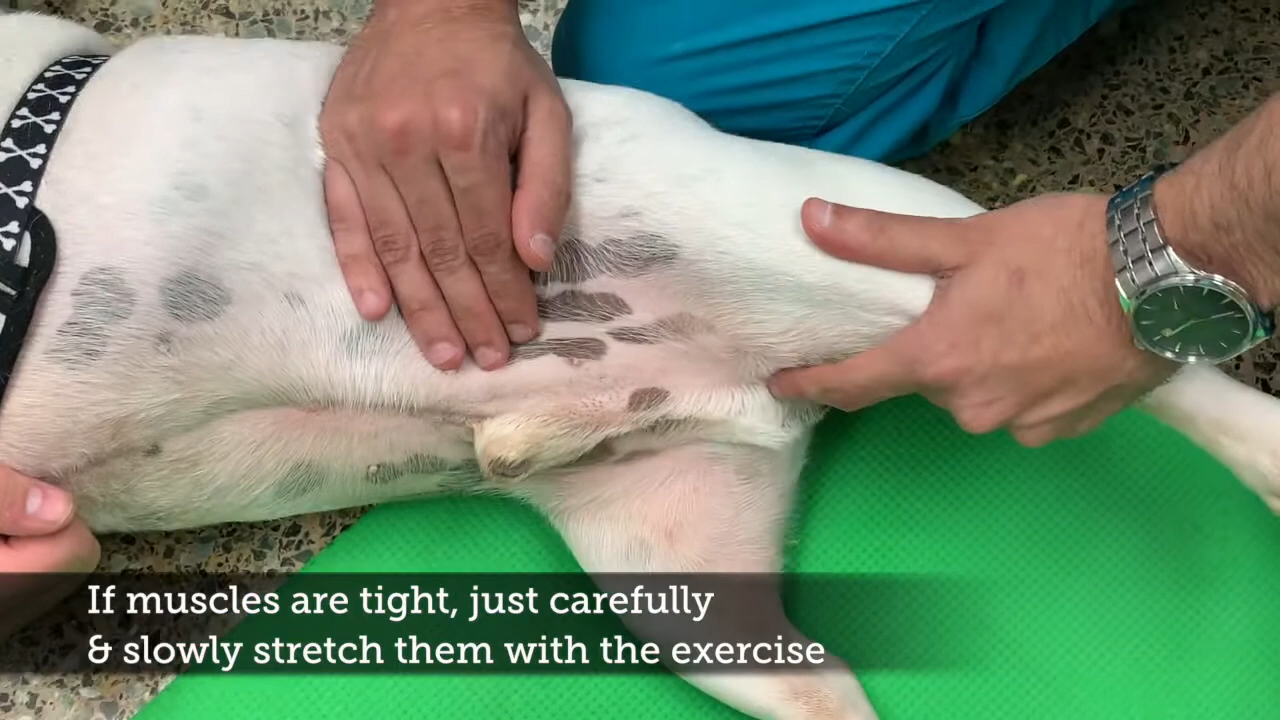 If muscles are tight, just carefully
& slowly stretch them with the exercise